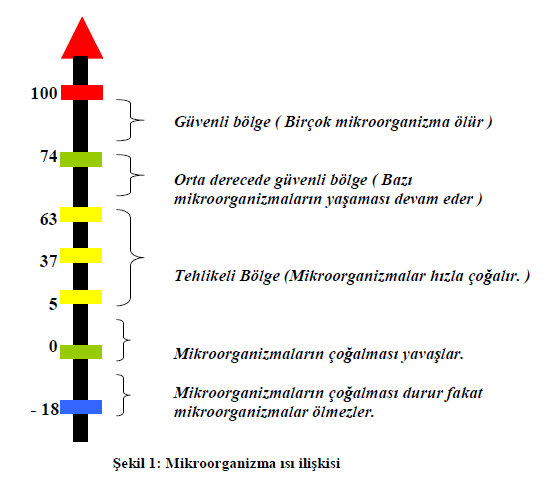 100
Güvenli bölge ( Birçok mikroorganizma ölür )
74
Orta derecede güvenli bölge ( Bazı
mikroorganizmaların yaşaması devam eder )
63
37
Tehlikeli Bölge (Mikroorganizmalar hızla çoğalır. )
5
0
Mikroorganizmaların çoğalması yavaşlar.
Mikroorganizmaların çoğalması durur fakat
mikroorganizmalar ölmezler.
- 18
Şekil 1: Mikroorganizma ısı ilişkisi